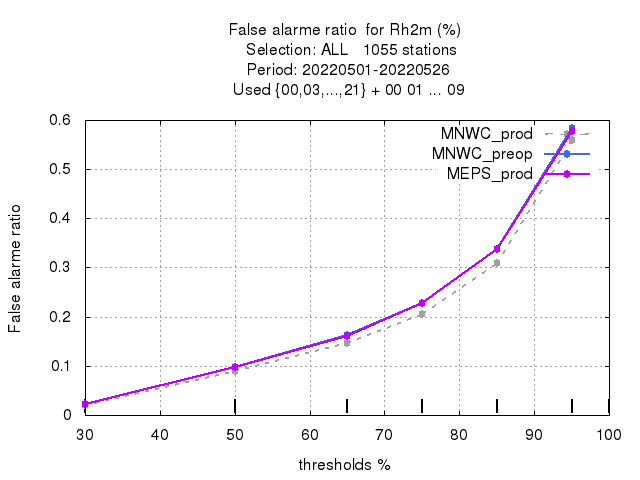 False alarme ratio  for Rh2m (%)
Selection: ALL   1055 stations
Period: 20220501-20220526
Used {00,03,...,21} + 00 01 ... 09
MNWC_prod
MNWC_preop
MEPS_prod
False alarme ratio
0.6
0.5
0.4
0.3
0.2
0.1
0
30 40 50 60 70 80 90 100
thresholds %